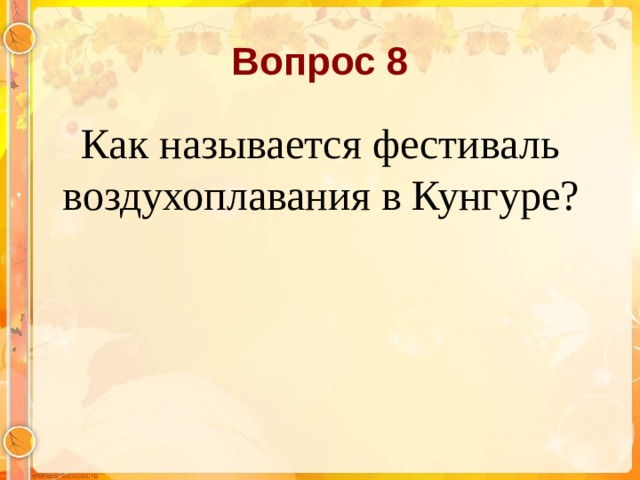 Вопрос 8
Как называется фестиваль
воздухоплавания в Кунгуре?